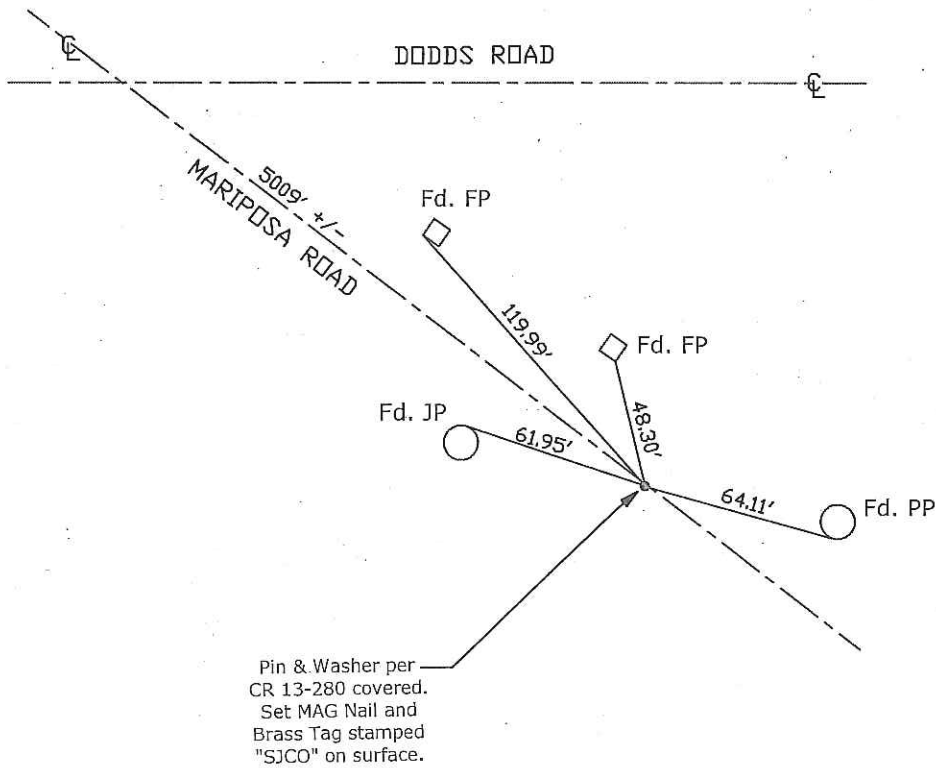 ℄
DODDS ROAD
℄
5009' +/-
MARIPOSA ROAD
Fd. FP
119.99'
Fd. FP
48.30'
Fd. JP
61.95'
64.11'
Fd. PP
Pin & Washer per
CR 13-280 covered.
Set MAG Nail and
Brass Tag stamped
"SJCO" on surface.